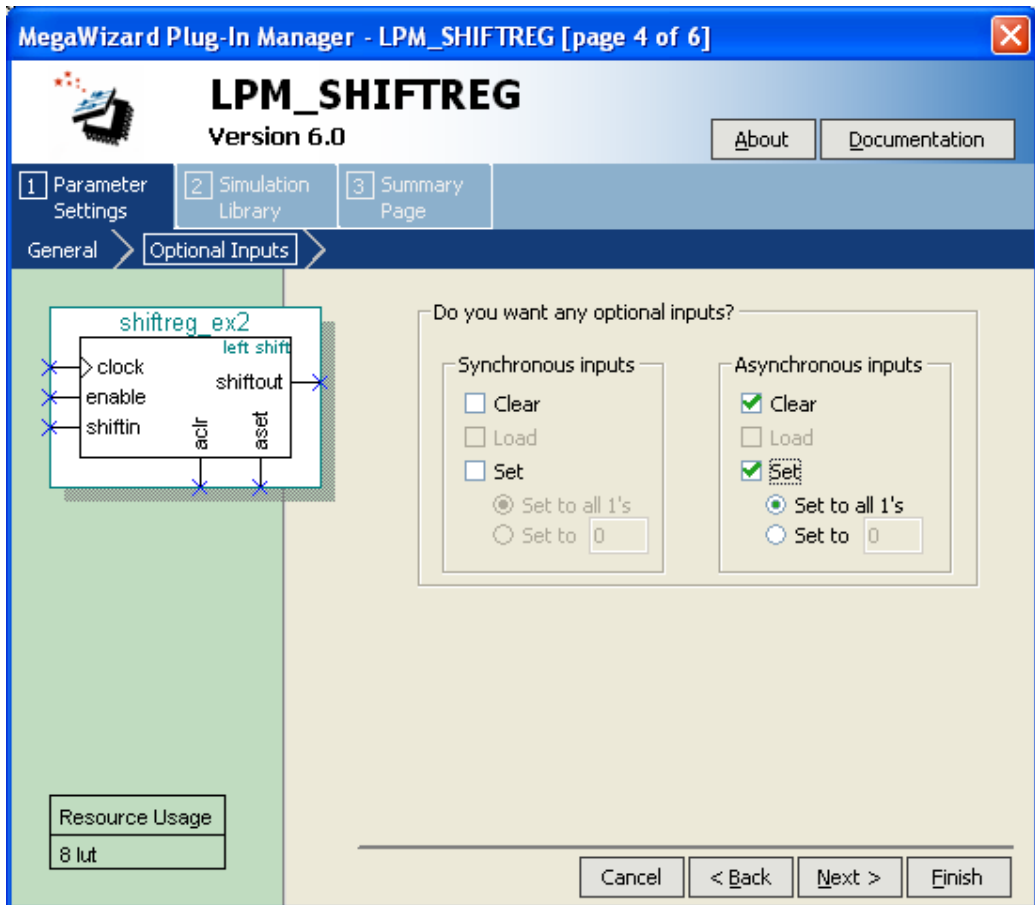 MegaWizard Plug-In Manager - LPM_SHIFTREG [page 4 of 6]
LPM_SHIFTREG
Version 6.0
About
Documentation
1 Parameter Settings
2 Simulation Library
3 Summary Page
General
Optional Inputs
shiftreg_ex2
left shift
clock
enable
shiftin
shiftout
aclr
aset
Do you want any optional inputs?
Synchronous inputs
Clear
Load
Set
Set to all 1's
Set to 0
Asynchronous inputs
Clear
Load
Set
Set to all 1's
Set to 0
Resource Usage
8 lut
Cancel
< Back
Next >
Finish